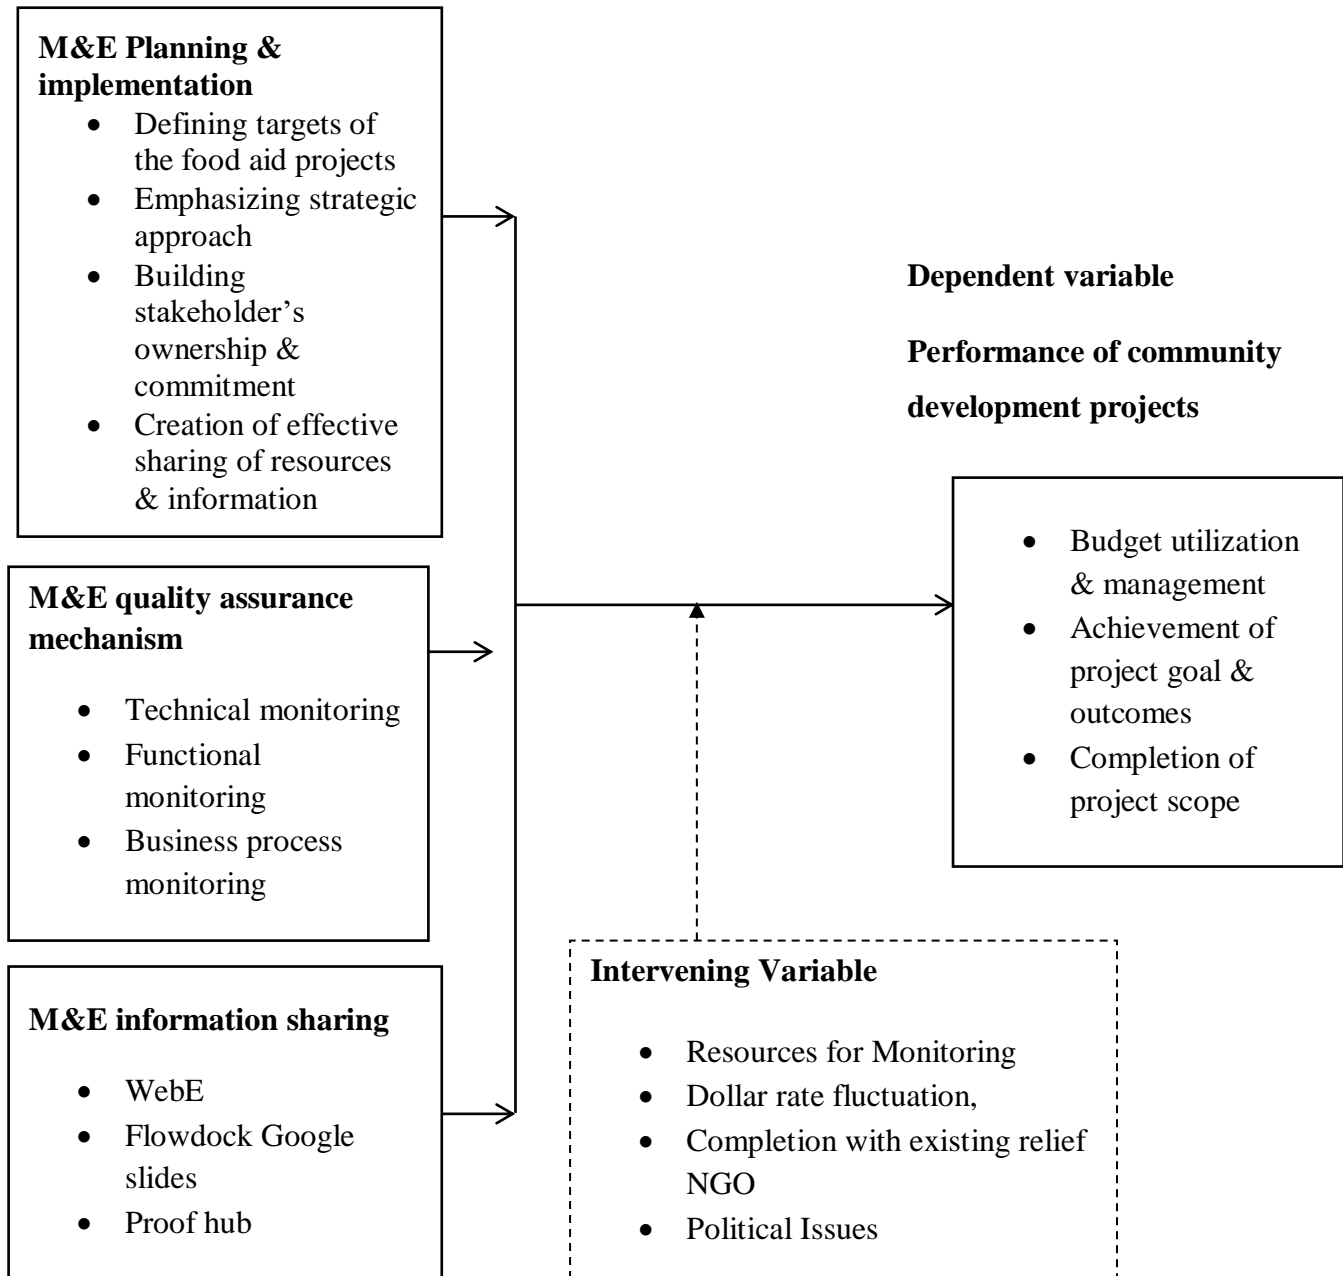 M&E Planning &
implementation
• Defining targets of
the food aid projects
• Emphasizing strategic
approach
• Building
stakeholder’s
ownership &
commitment
• Creation of effective
sharing of resources
& information
M&E quality assurance
mechanism
• Technical monitoring
• Functional
monitoring
• Business process
monitoring
M&E information sharing
• WebE
• Flowdock Google
slides
• Proof hub
Dependent variable
Performance of community
development projects
• Budget utilization
& management
• Achievement of
project goal &
outcomes
• Completion of
project scope
Intervening Variable
• Resources for Monitoring
• Dollar rate fluctuation,
• Completion with existing relief
NGO
• Political Issues